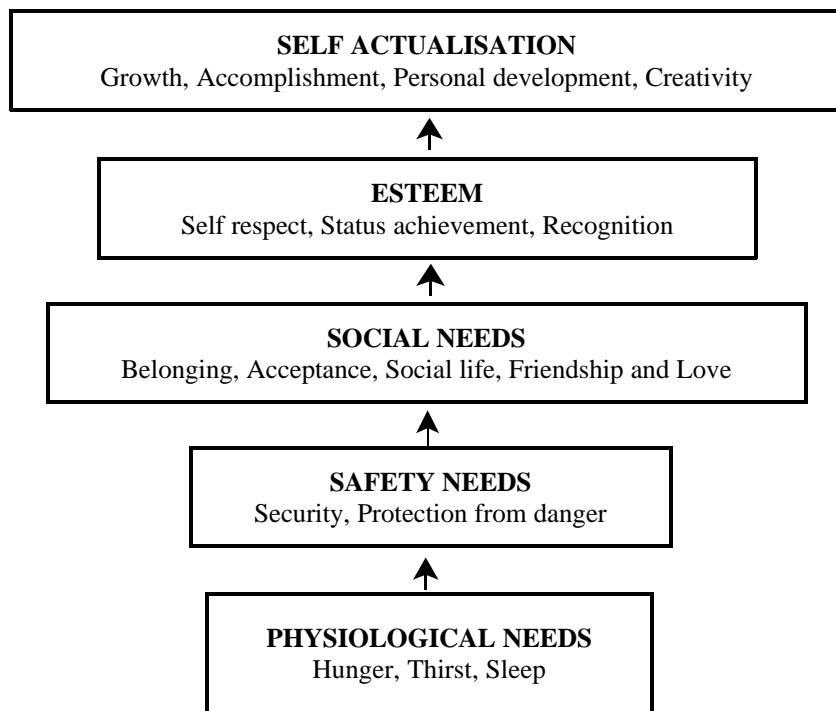 SELF ACTUALISATION
Growth, Accomplishment, Personal development, Creativity
ESTEEM
Self respect, Status achievement, Recognition
SOCIAL NEEDS
Belonging, Acceptance, Social life, Friendship and Love
SAFETY NEEDS
Security, Protection from danger
PHYSIOLOGICAL NEEDS
Hunger, Thirst, Sleep